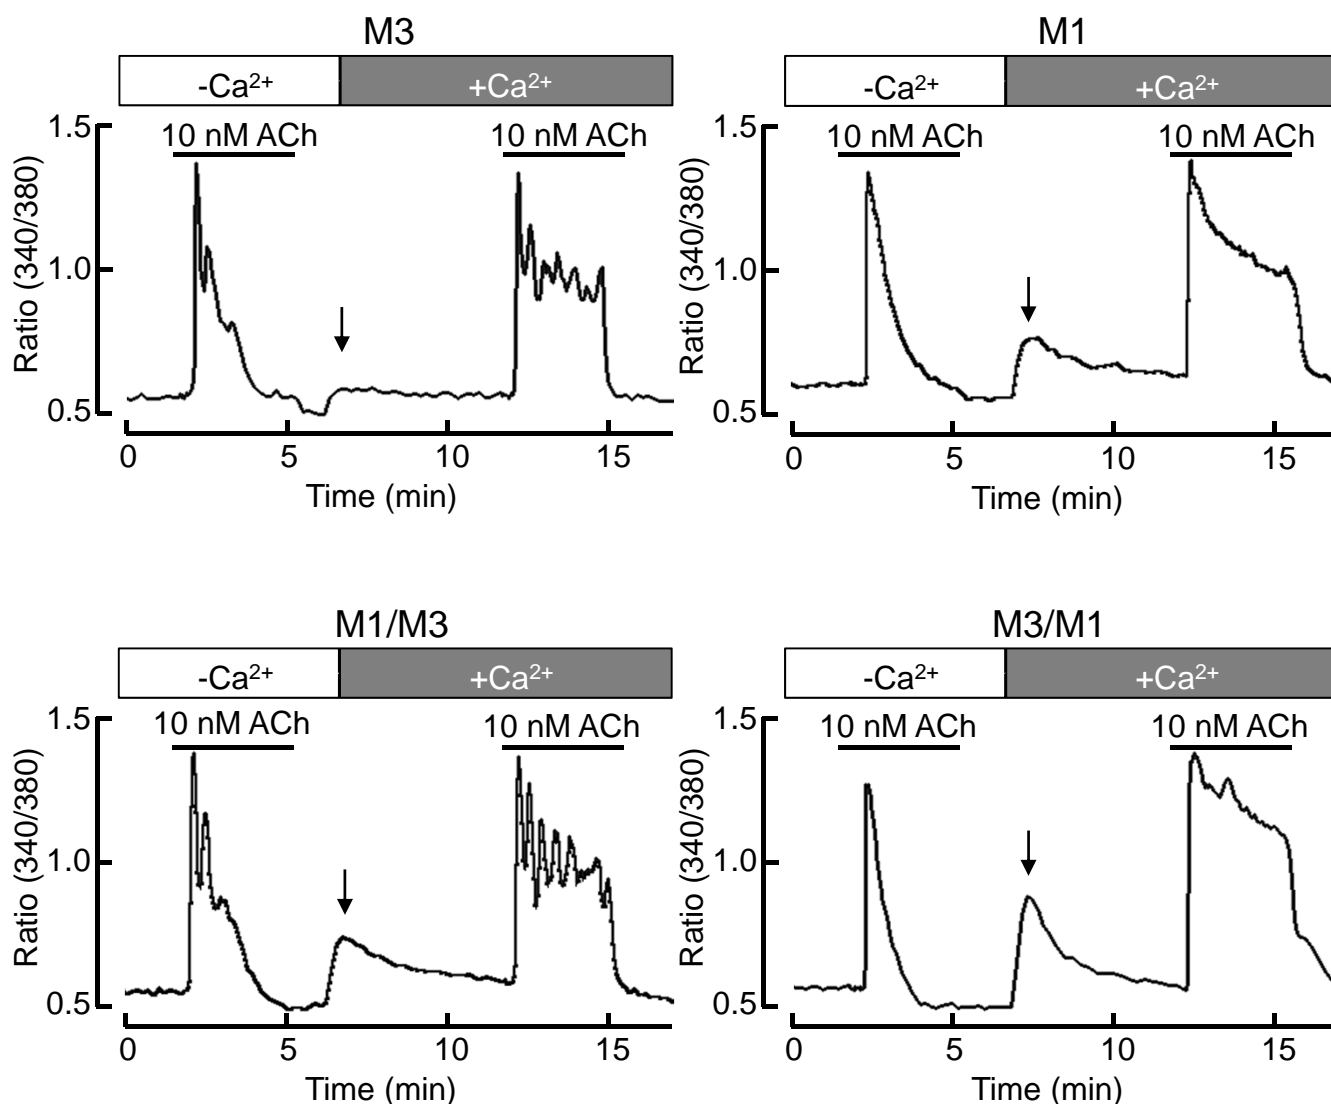 M3
-Ca²⁺ +Ca²⁺
10 nM ACh 10 nM ACh
1.5
1.0
0.5
Ratio (340/380)
0 5 10 15
Time (min)
M1
-Ca²⁺ +Ca²⁺
10 nM ACh 10 nM ACh
1.5
1.0
0.5
Ratio (340/380)
0 5 10 15
Time (min)
M1/M3
-Ca²⁺ +Ca²⁺
10 nM ACh 10 nM ACh
1.5
1.0
0.5
Ratio (340/380)
0 5 10 15
Time (min)
M3/M1
-Ca²⁺ +Ca²⁺
10 nM ACh 10 nM ACh
1.5
1.0
0.5
Ratio (340/380)
0 5 10 15
Time (min)